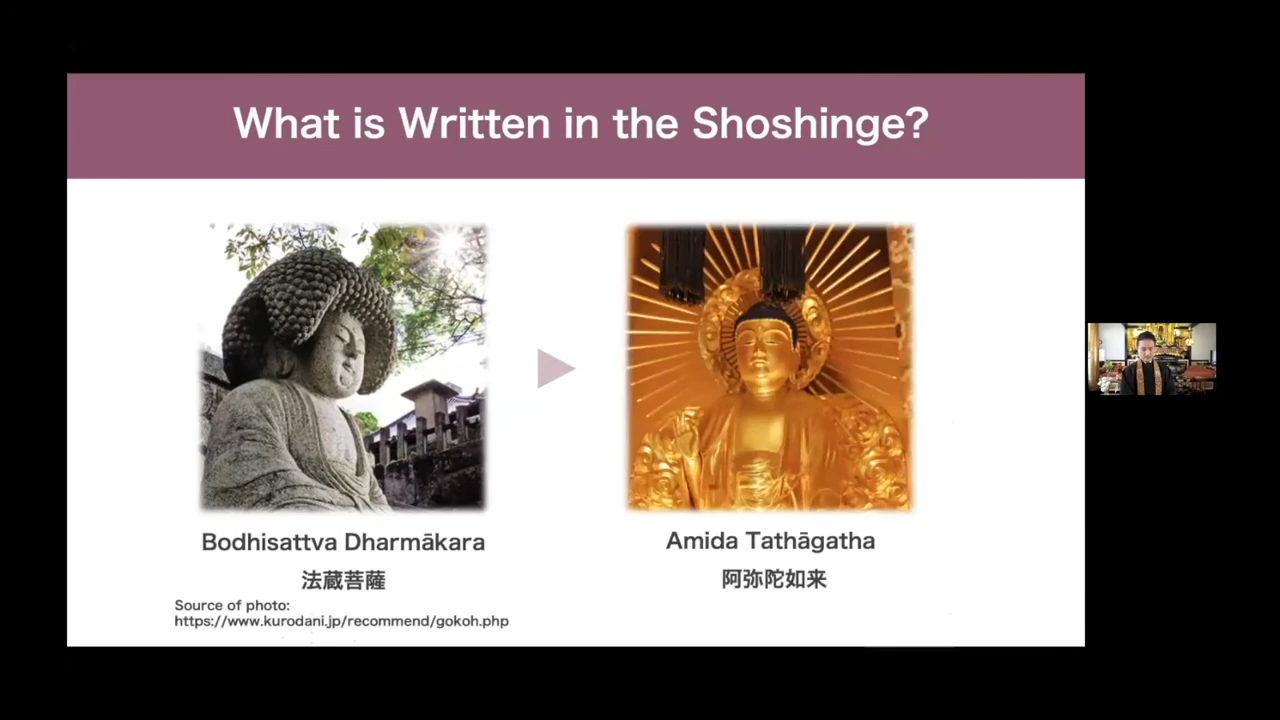 What is Written in the Shoshinge?
Bodhisattva Dharmākara
法蔵菩薩
Amida Tathāgatha
阿弥陀如来
Source of photo:
https://www.kurodani.jp/recommend/gokoh.php